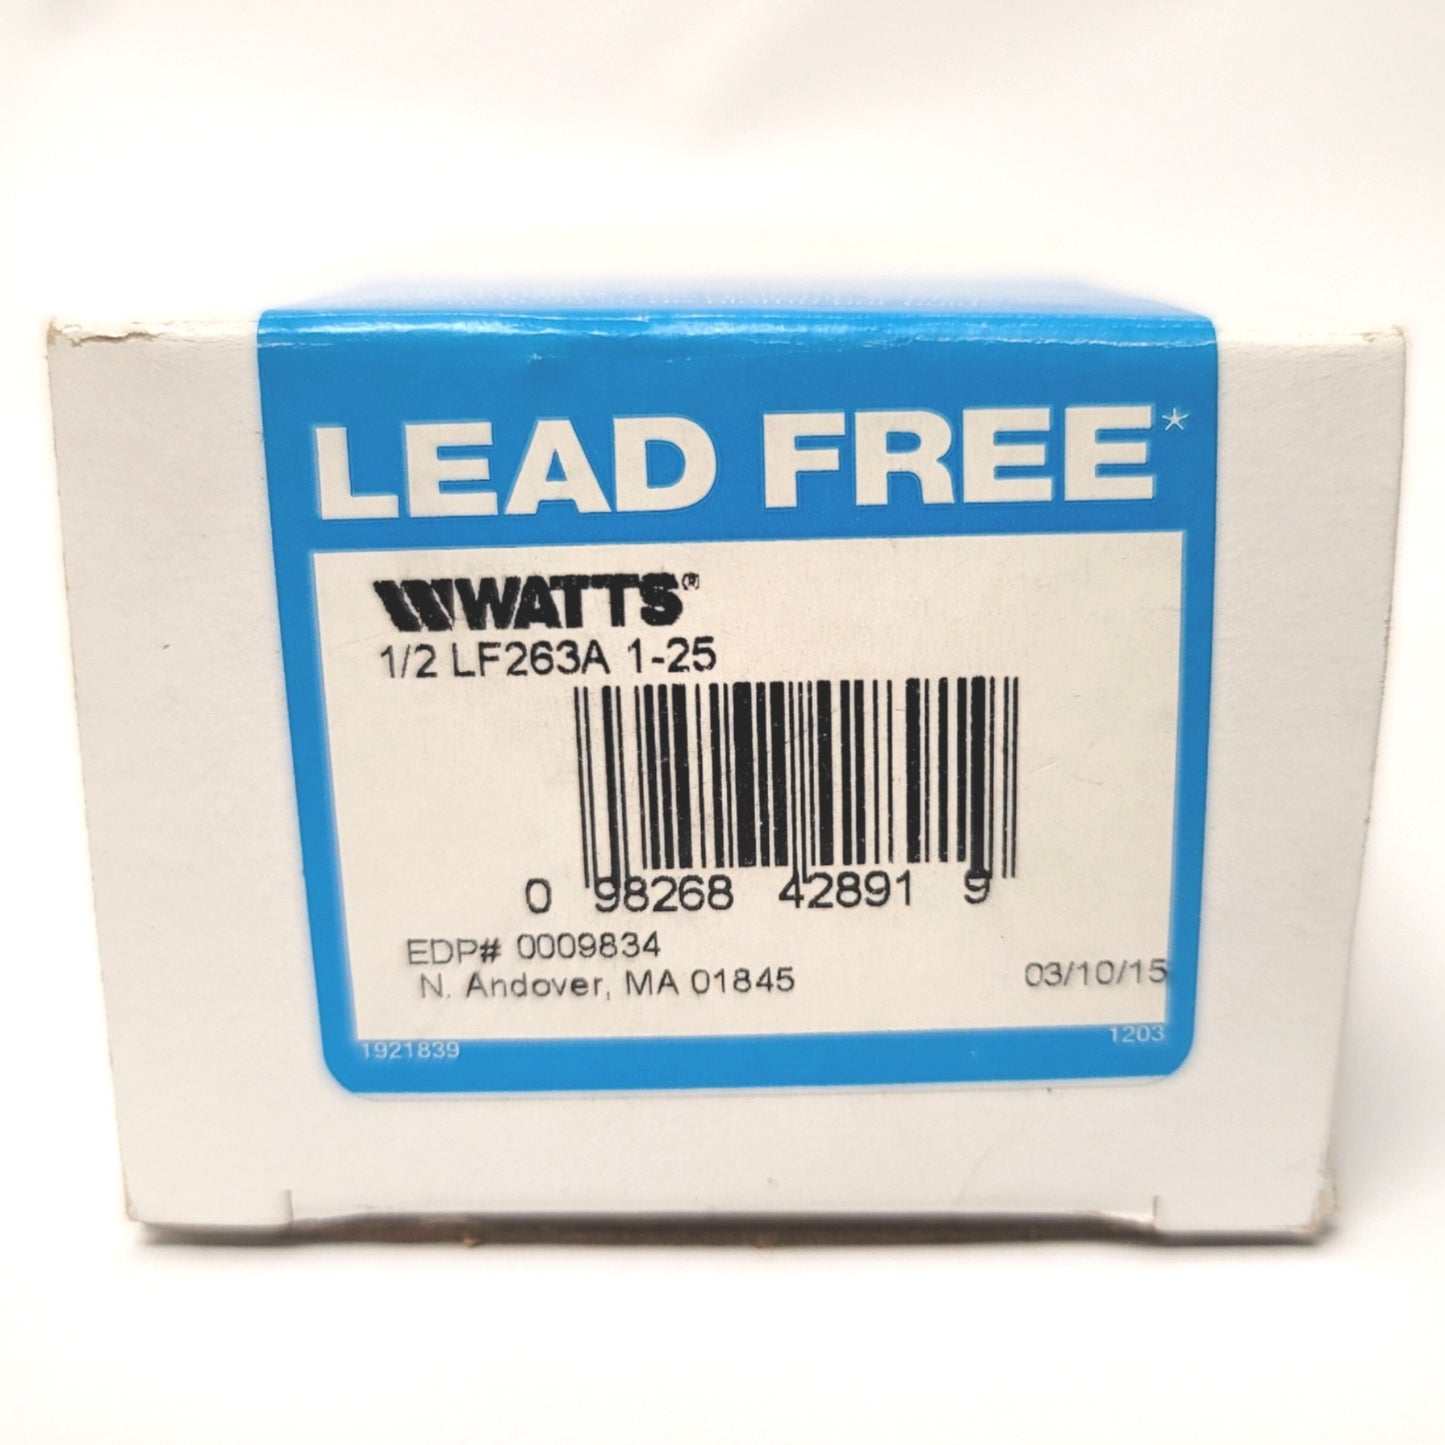 LEAD FREE*
WATTS®
1/2 LF263A 1-25
0 98268 42891 9
EDP# 0009834
N. Andover, MA 01845
03/10/15
1921839
1203